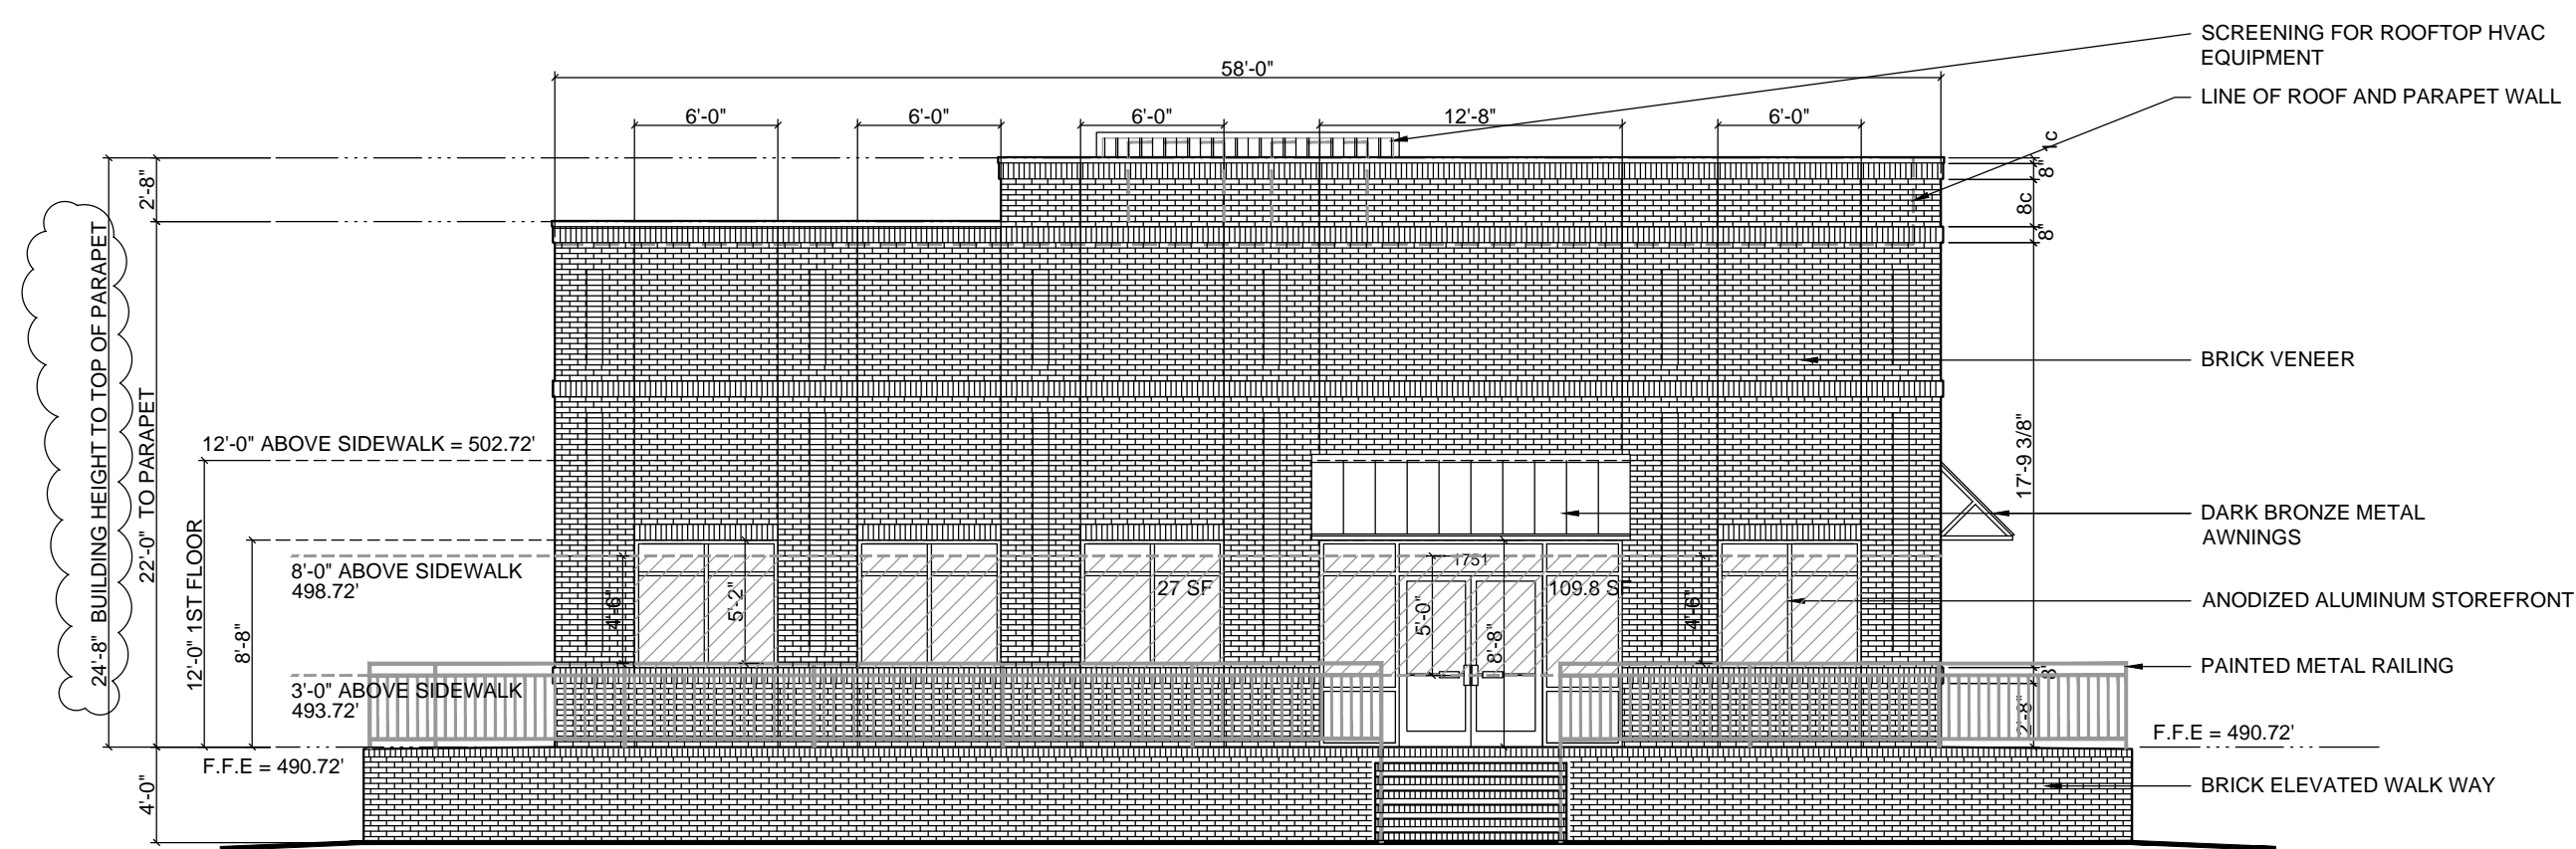 SCREENING FOR ROOFTOP HVAC
EQUIPMENT
58'-0"
LINE OF ROOF AND PARAPET WALL
6'-0"
6'-0"
6'-0"
12'-8"
6'-0"
1c
8"
8c
8"
2'-8"
24'-8" BUILDING HEIGHT TO TOP OF PARAPET
22'-0" TO PARAPET
BRICK VENEER
12'-0" ABOVE SIDEWALK = 502.72'
17'-9 3/8"
12'-0" 1ST FLOOR
DARK BRONZE METAL
AWNINGS
8'-8"
8'-0" ABOVE SIDEWALK
498.72'
1751
4'-6"
5'-2"
27 SF
5'-0"
8'-8"
109.8 SF
4'-6"
ANODIZED ALUMINUM STOREFRONT
PAINTED METAL RAILING
8"
3'-0" ABOVE SIDEWALK
493.72'
2'-8"
F.F.E = 490.72'
F.F.E = 490.72'
4'-0"
BRICK ELEVATED WALK WAY